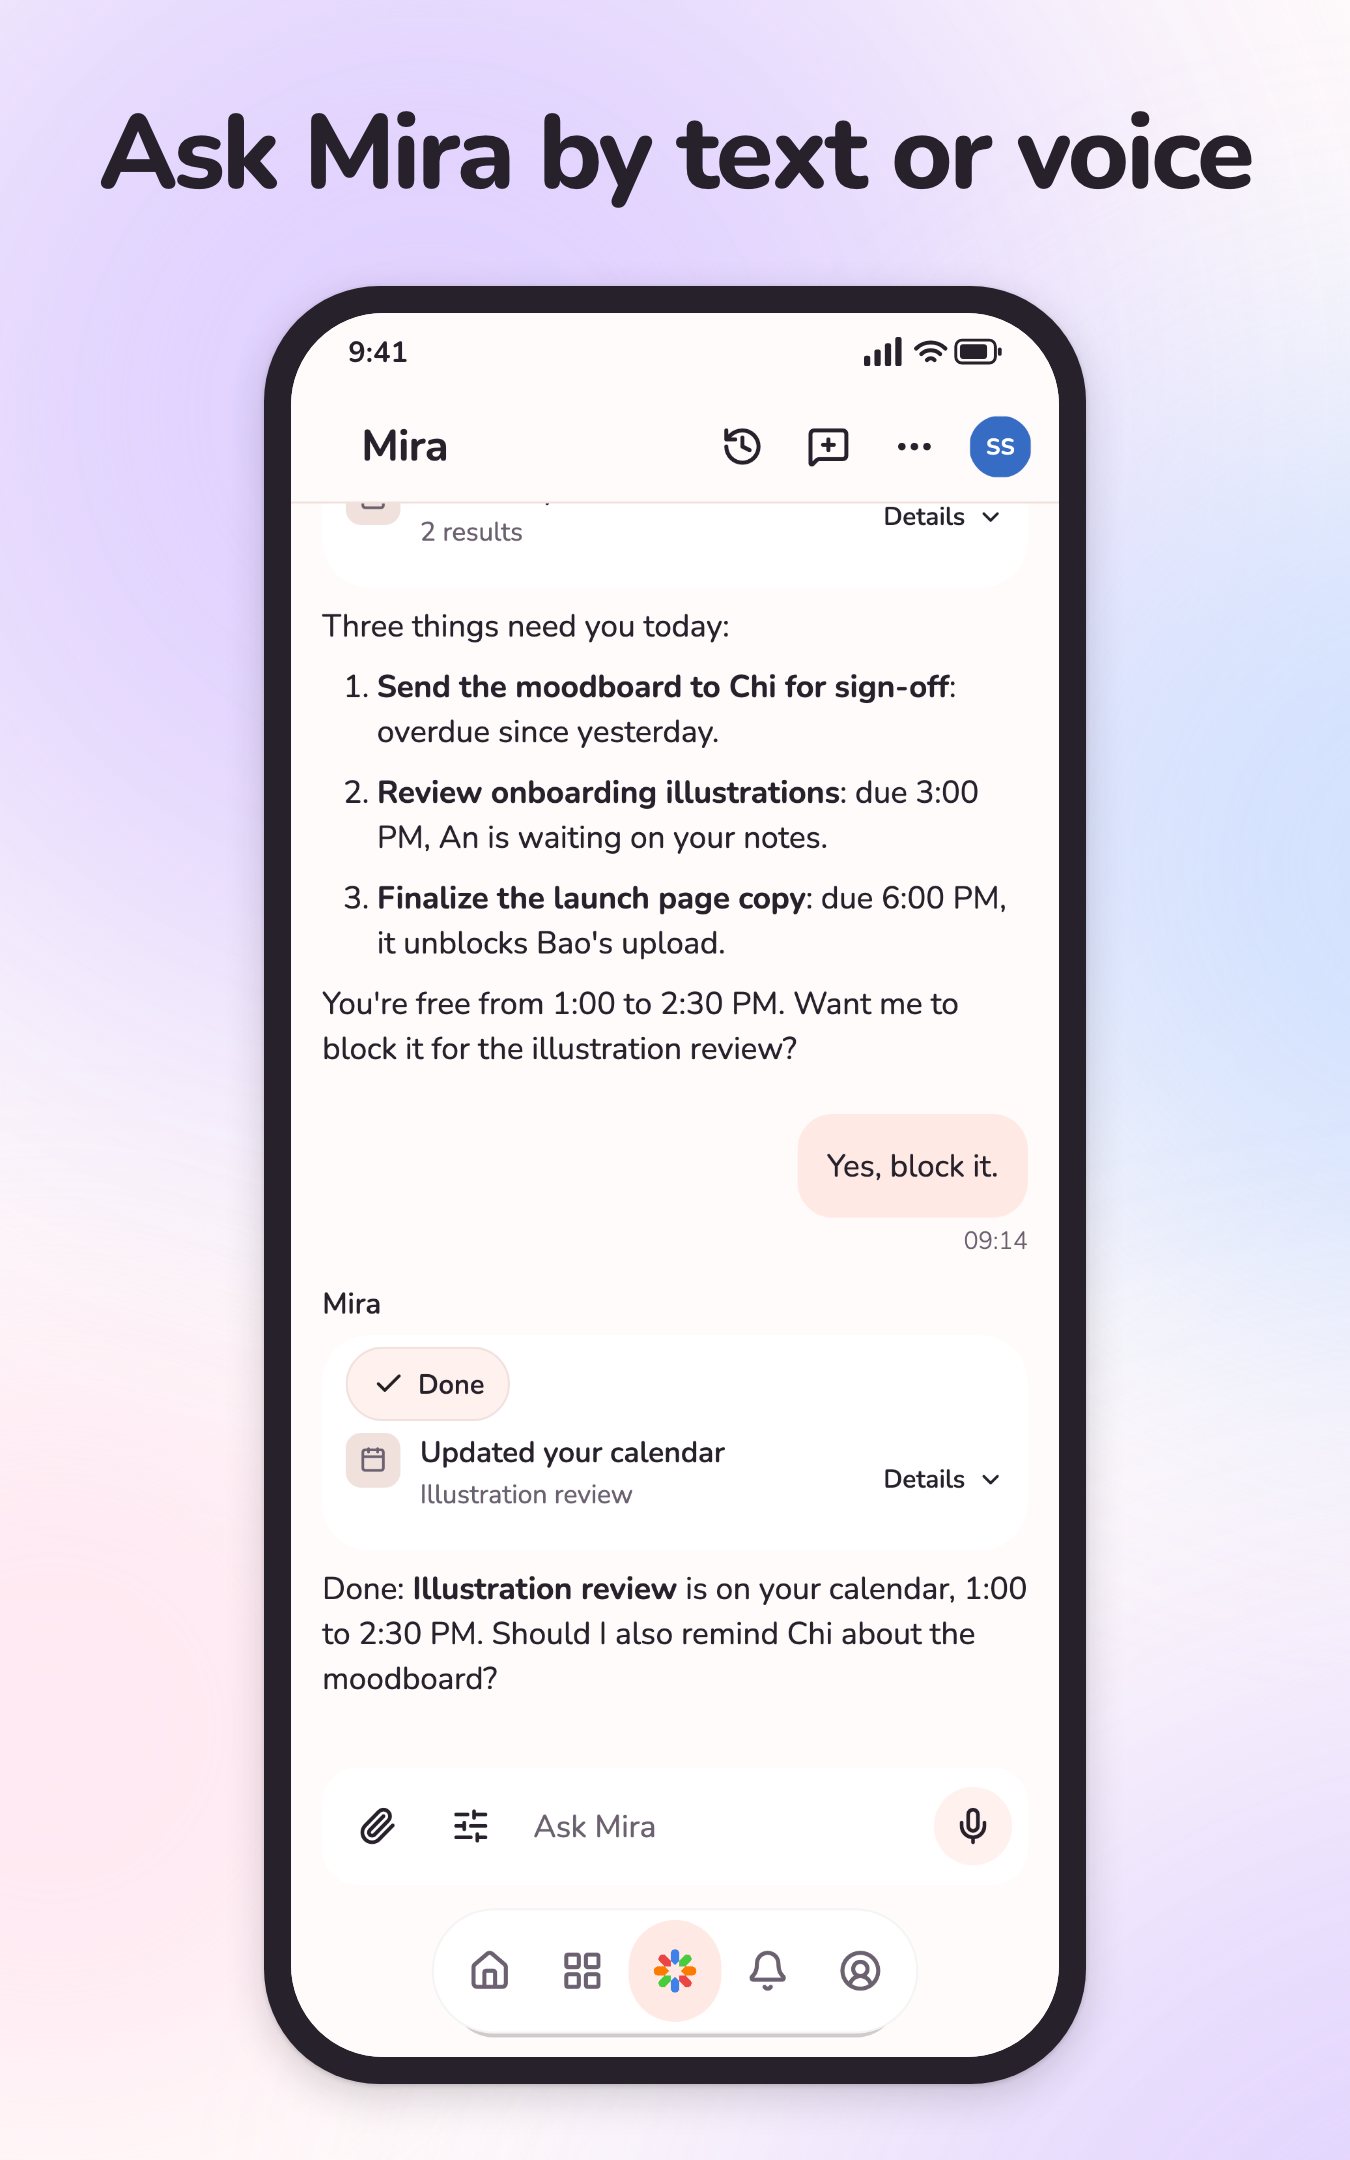 Ask Mira by text or voice
9:41
Mira
SS
2 results
Details
Three things need you today:
1. Send the moodboard to Chi for sign-off:
overdue since yesterday.
2. Review onboarding illustrations: due 3:00
PM, An is waiting on your notes.
3. Finalize the launch page copy: due 6:00 PM,
it unblocks Bao's upload.
You're free from 1:00 to 2:30 PM. Want me to
block it for the illustration review?
Yes, block it.
09:14
Mira
Done
Updated your calendar
Illustration review
Details
Done: Illustration review is on your calendar, 1:00
to 2:30 PM. Should I also remind Chi about the
moodboard?
Ask Mira